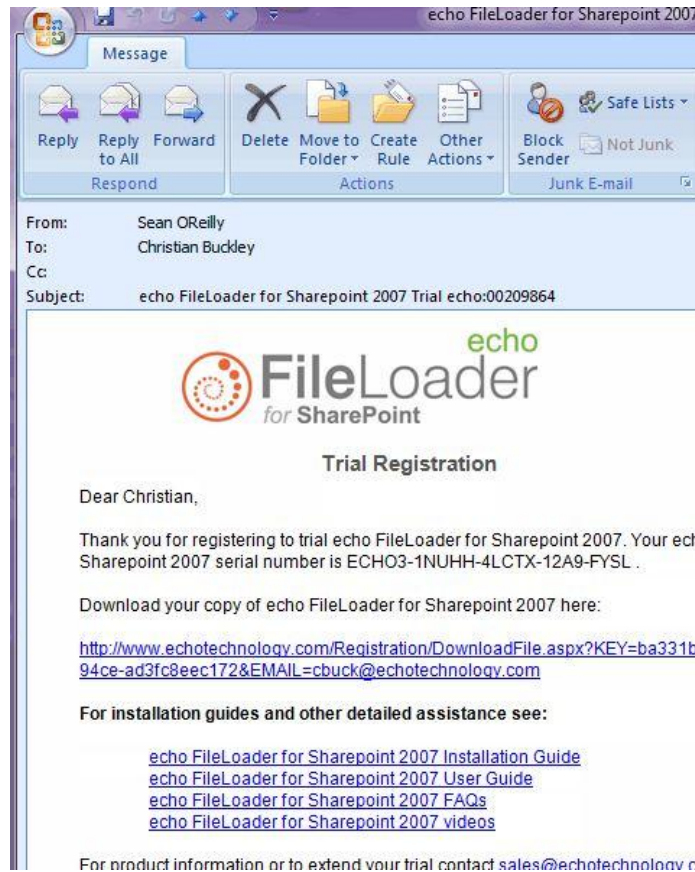 echo FileLoader for Sharepoint 2007
Message
Reply
Reply to All
Forward
Delete
Move to Folder
Create Rule
Other Actions
Block Sender
Safe Lists
Not Junk
Respond
Actions
Junk E-mail
From: Sean OReilly
To: Christian Buckley
Cc:
Subject: echo FileLoader for Sharepoint 2007 Trial echo:00209864
echo
FileLoader
for SharePoint
Trial Registration
Dear Christian,
Thank you for registering to trial echo FileLoader for Sharepoint 2007. Your
Sharepoint 2007 serial number is ECHO3-1NUHH-4LCTX-12A9-FYSL .
Download your copy of echo FileLoader for Sharepoint 2007 here:
http://www.echotechnology.com/Registration/DownloadFile.aspx?KEY=ba331b
94ce-ad3fc8eec172&EMAIL=cbuck@echotechnology.com
For installation guides and other detailed assistance see:
echo FileLoader for Sharepoint 2007 Installation Guide
echo FileLoader for Sharepoint 2007 User Guide
echo FileLoader for Sharepoint 2007 FAQs
echo FileLoader for Sharepoint 2007 videos
For product information or to extend your trial contact sales@echotechnology.c